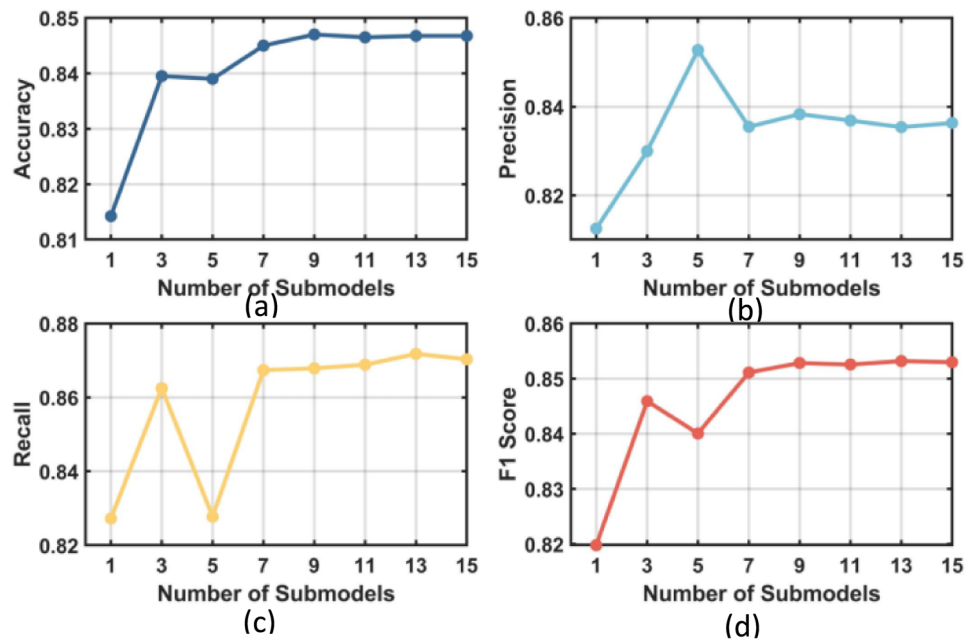 0.85
0.84
0.83
0.82
0.81
Accuracy
1 3 5 7 9 11 13 15
Number of Submodels
(a)
0.86
0.84
0.82
Precision
1 3 5 7 9 11 13 15
Number of Submodels
(b)
0.88
0.86
0.84
0.82
Recall
1 3 5 7 9 11 13 15
Number of Submodels
(c)
0.86
0.85
0.84
0.83
0.82
F1 Score
1 3 5 7 9 11 13 15
Number of Submodels
(d)